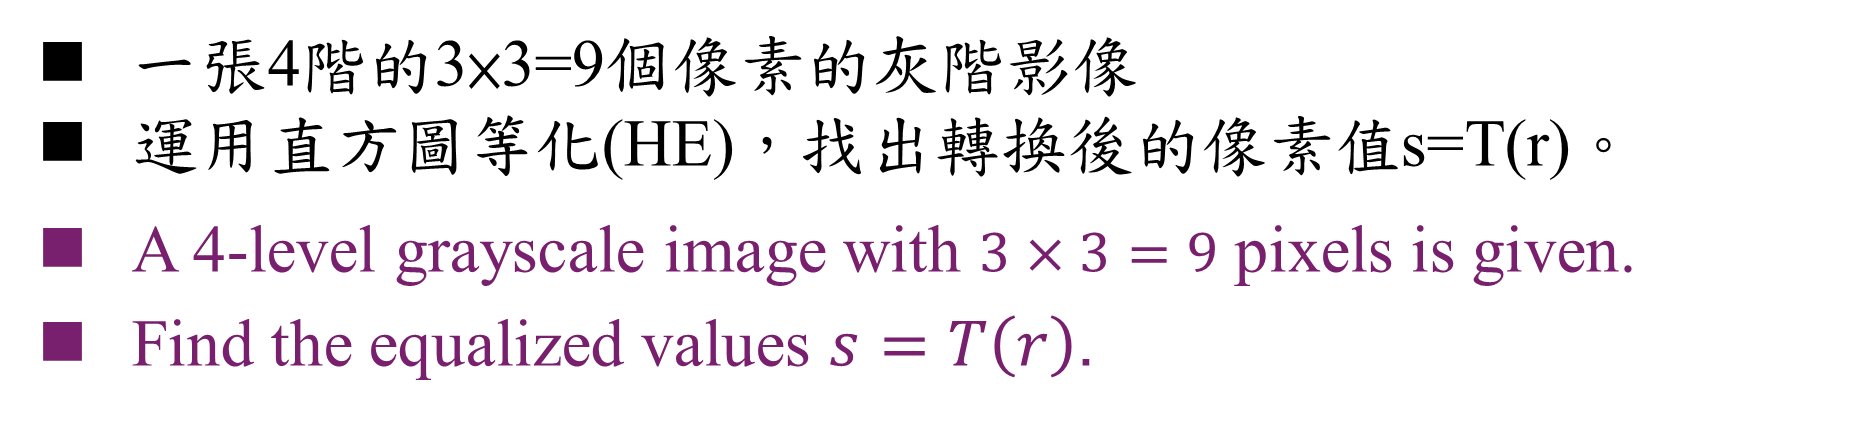 ■ 一張4階的3×3=9個像素的灰階影像
■ 運用直方圖等化(HE)，找出轉換後的像素值s=T(r)。
■ A 4-level grayscale image with 3 × 3 = 9 pixels is given.
■ Find the equalized values s = T(r).